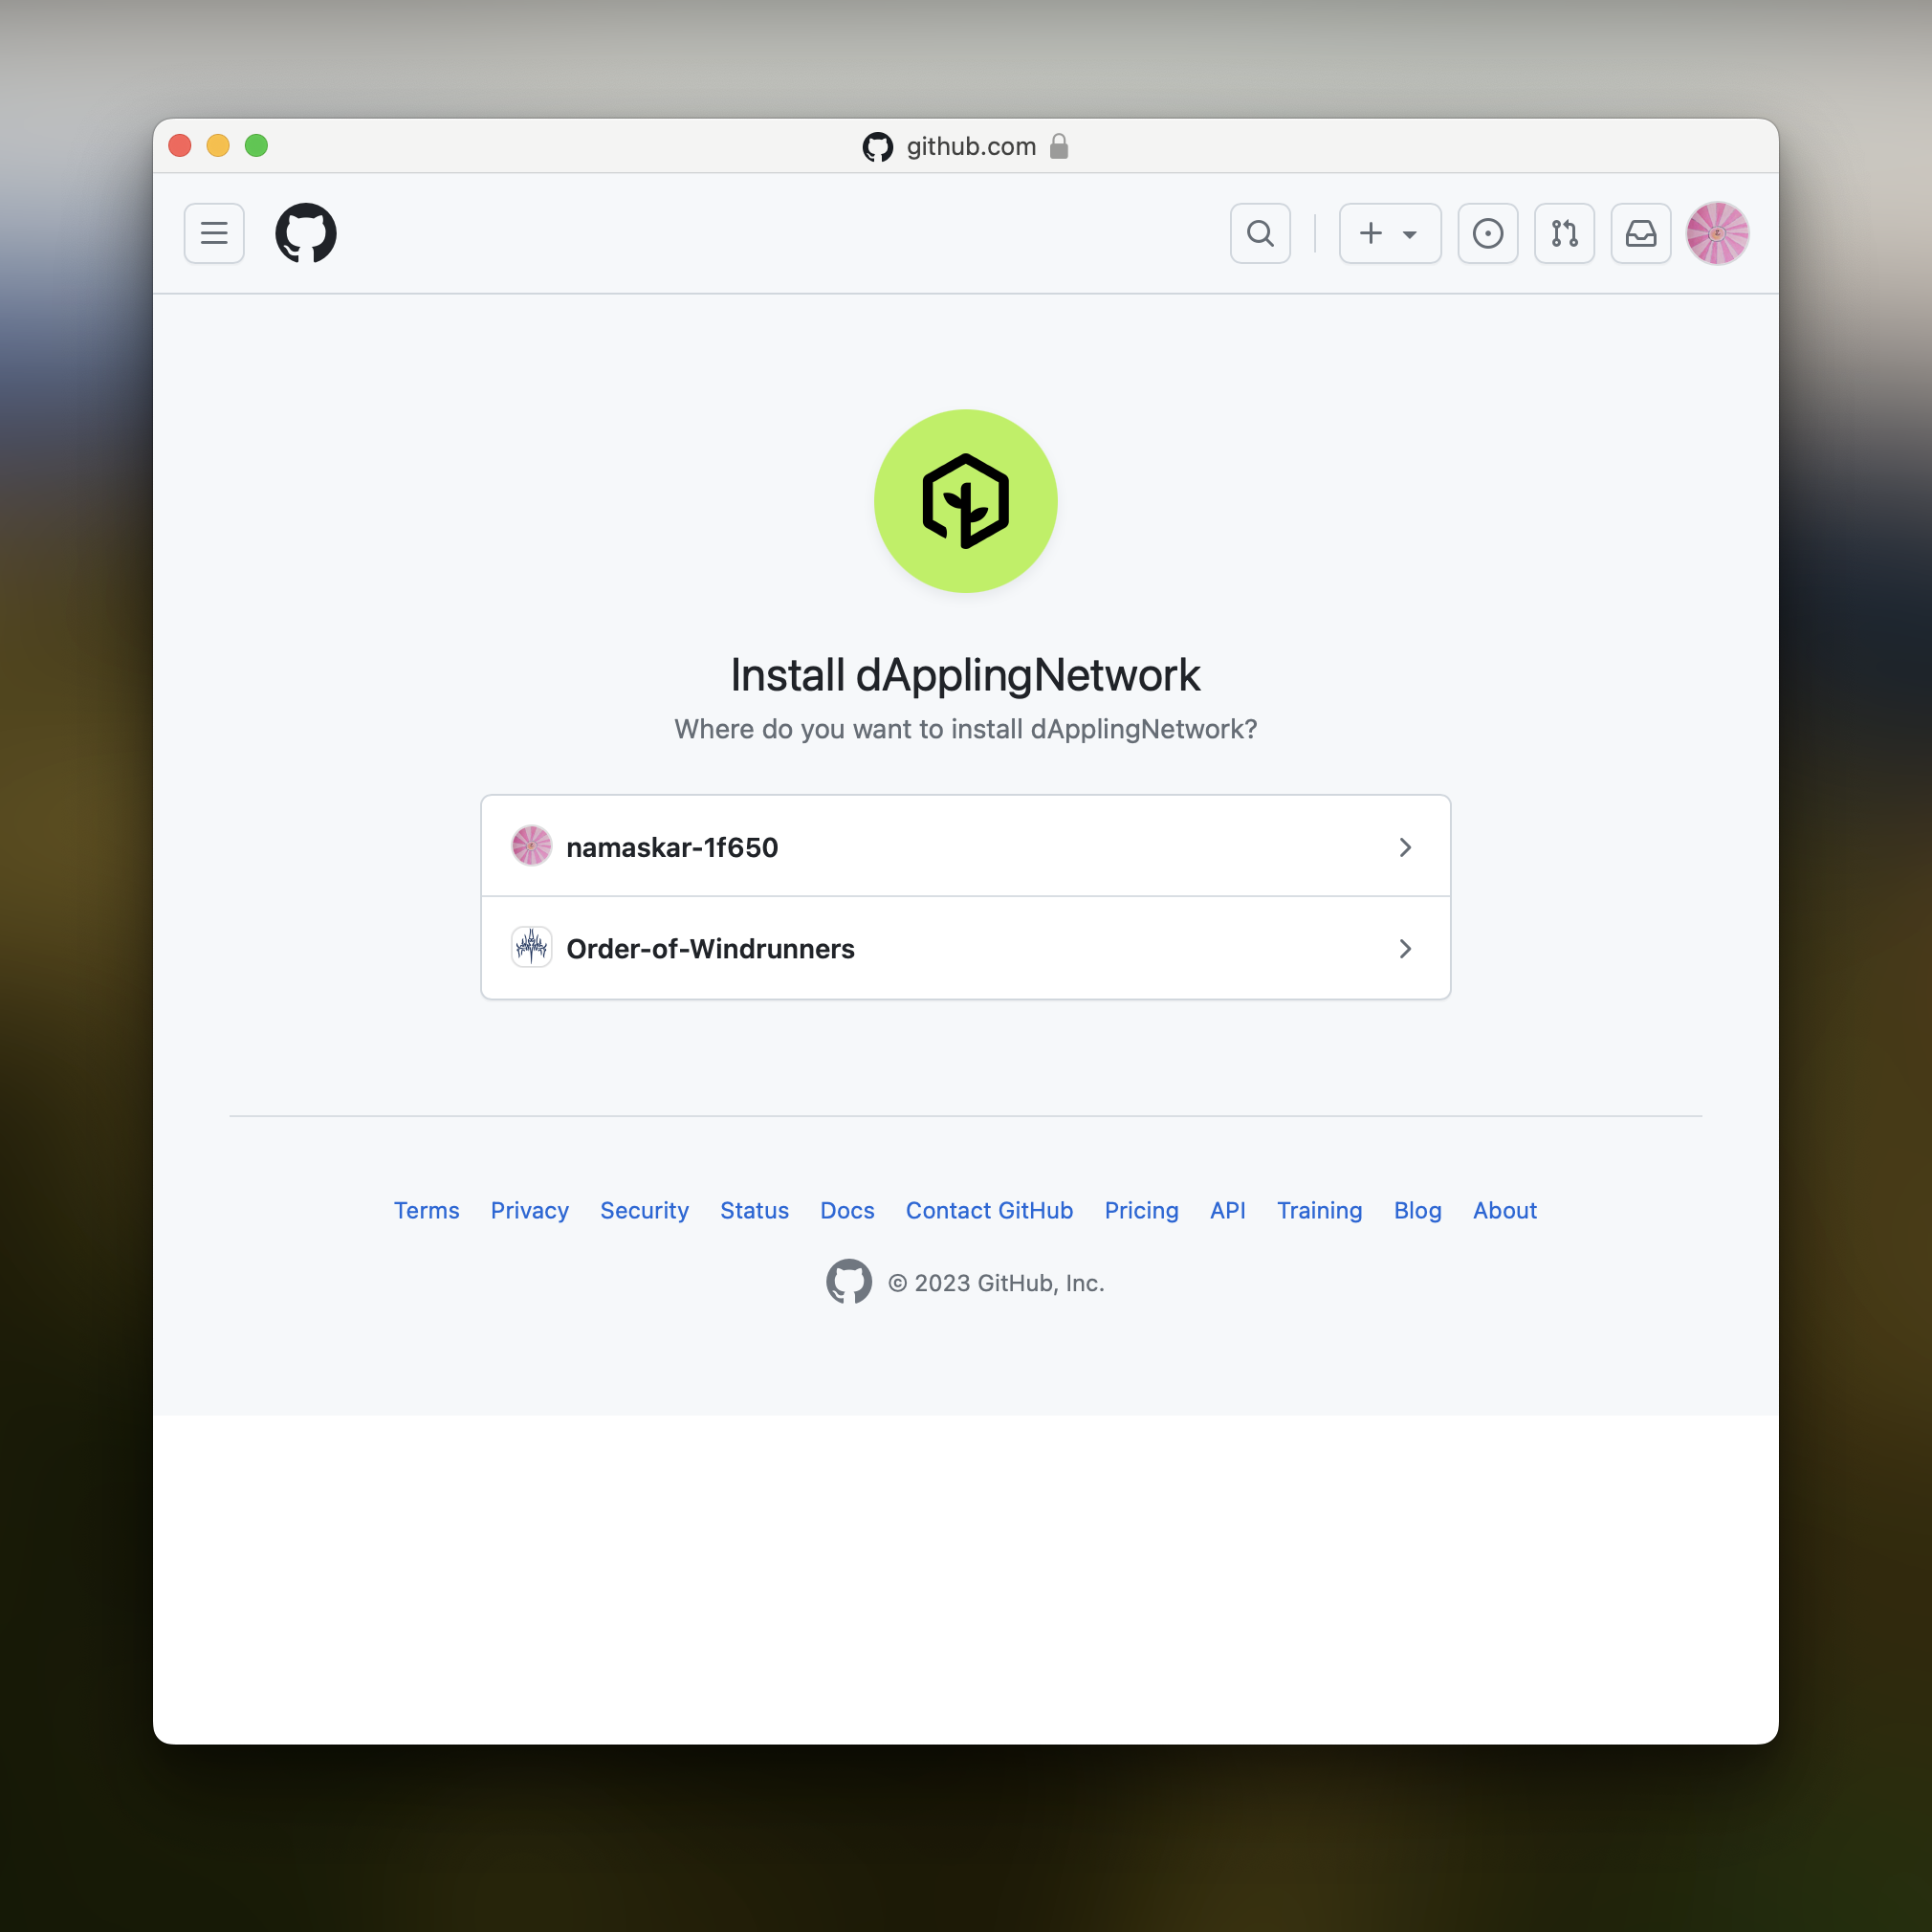 github.com
Install dApplingNetwork
Where do you want to install dApplingNetwork?
namaskar-1f650
Order-of-Windrunners
Terms Privacy Security Status Docs Contact GitHub Pricing API Training Blog About
© 2023 GitHub, Inc.